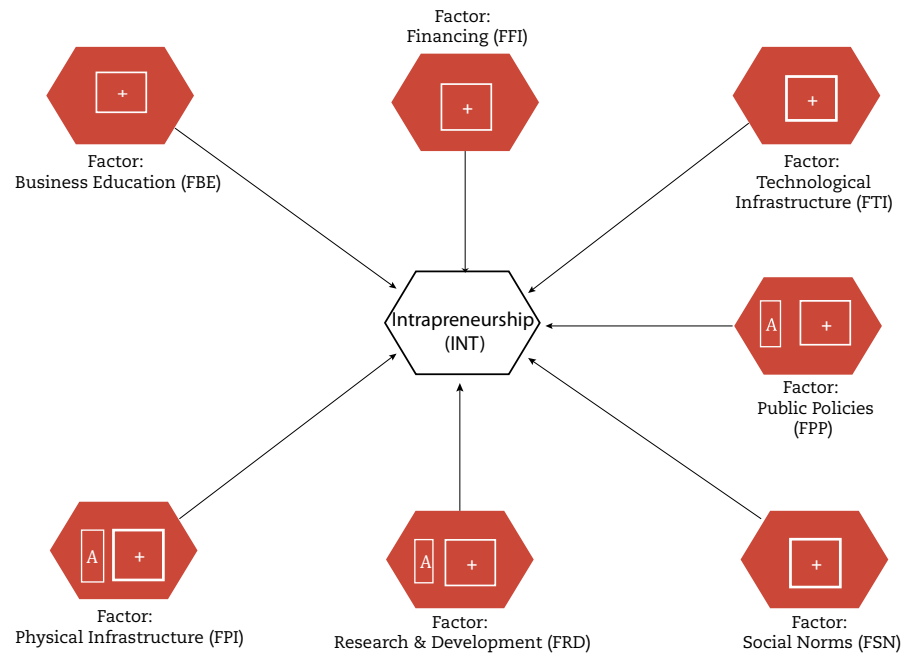 Factor:
Financing (FFI)
+
+
+
Factor:
Business Education (FBE)
Factor:
Technological
Infrastructure (FTI)
Intrapreneurship
(INT)
A +
Factor:
Public Policies
(FPP)
A +
A +
+
Factor:
Physical Infrastructure (FPI)
Factor:
Research & Development (FRD)
Factor:
Social Norms (FSN)